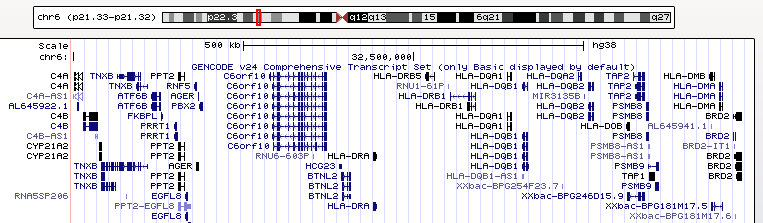 chr6 (p21.33-p21.32) p22.3 q12 q13 15 6q21 q27
Scale 500 kb hg38
chr6: 32,500,000
GENCODE v24 Comprehensive Transcript Set (only Basic displayed by default)
C4A TNXB PPT2 C6orf10 HLA-DRB5 HLA-DQA1 HLA-DQA2 TAP2 HLA-DMB
C4A TNXB RNF5 C6orf10 RNU1-61P HLA-DQB1 HLA-DQB2 TAP2 HLA-DMA
C4A-AS1 ATF6B AGER C6orf10 HLA-DRB1 MIR3135B TAP2 HLA-DMA
AL645922.1 ATF6B PBX2 C6orf10 HLA-DRB1 HLA-DQB2 PSMB8 HLA-DMA
C4B FKBPL C6orf10 HLA-DQA1 HLA-DQB2 PSMB8 BRD2
C4B PRRT1 C6orf10 HLA-DQA1 HLA-DOB AL645941.1
C4B-AS1 PRRT1 C6orf10 HLA-DQB1 PSMB8 BRD2
CYP21A2 PPT2 C6orf10 HLA-DQB1 PSMB8-AS1 BRD2-IT1
CYP21A2 PPT2 RNU6-603P HLA-DRA HLA-DQB1 PSMB8-AS1 BRD2
TNXB AGER HCG23 HLA-DQB1 PSMB9 BRD2
TNXB PPT2 BTNL2 HLA-DQB1-AS1 TAP1 BRD2
TNXB PPT2 BTNL2 XXbac-BPG254F23.7 PSMB9
RNA5SP206 EGFL8 BTNL2 XXbac-BPG246D15.9
PPT2-EGFL8 HLA-DRA XXbac-BPG181M17.5
EGFL8 XXbac-BPG181M17.6